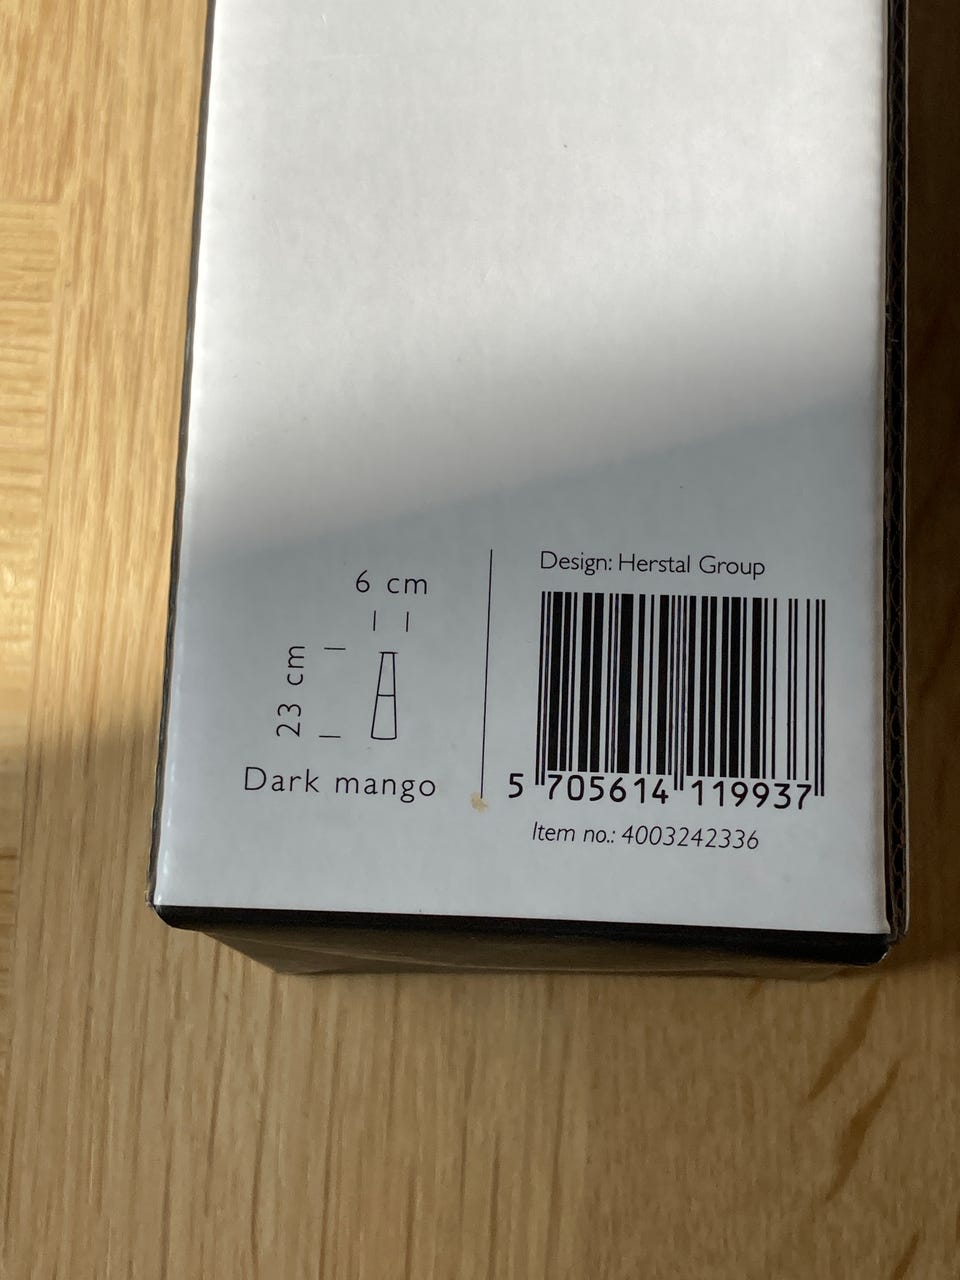 6 cm
23 cm
Dark mango
Design: Herstal Group
5 705614 119937
Item no.: 4003242336